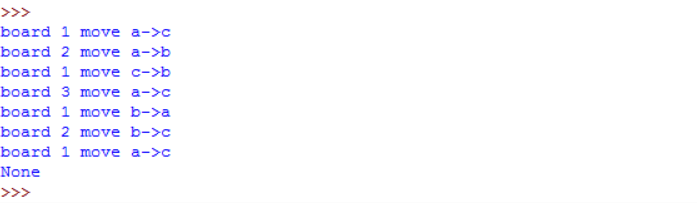 >>>
board 1 move a->c
board 2 move a->b
board 1 move c->b
board 3 move a->c
board 1 move b->a
board 2 move b->c
board 1 move a->c
None
>>>